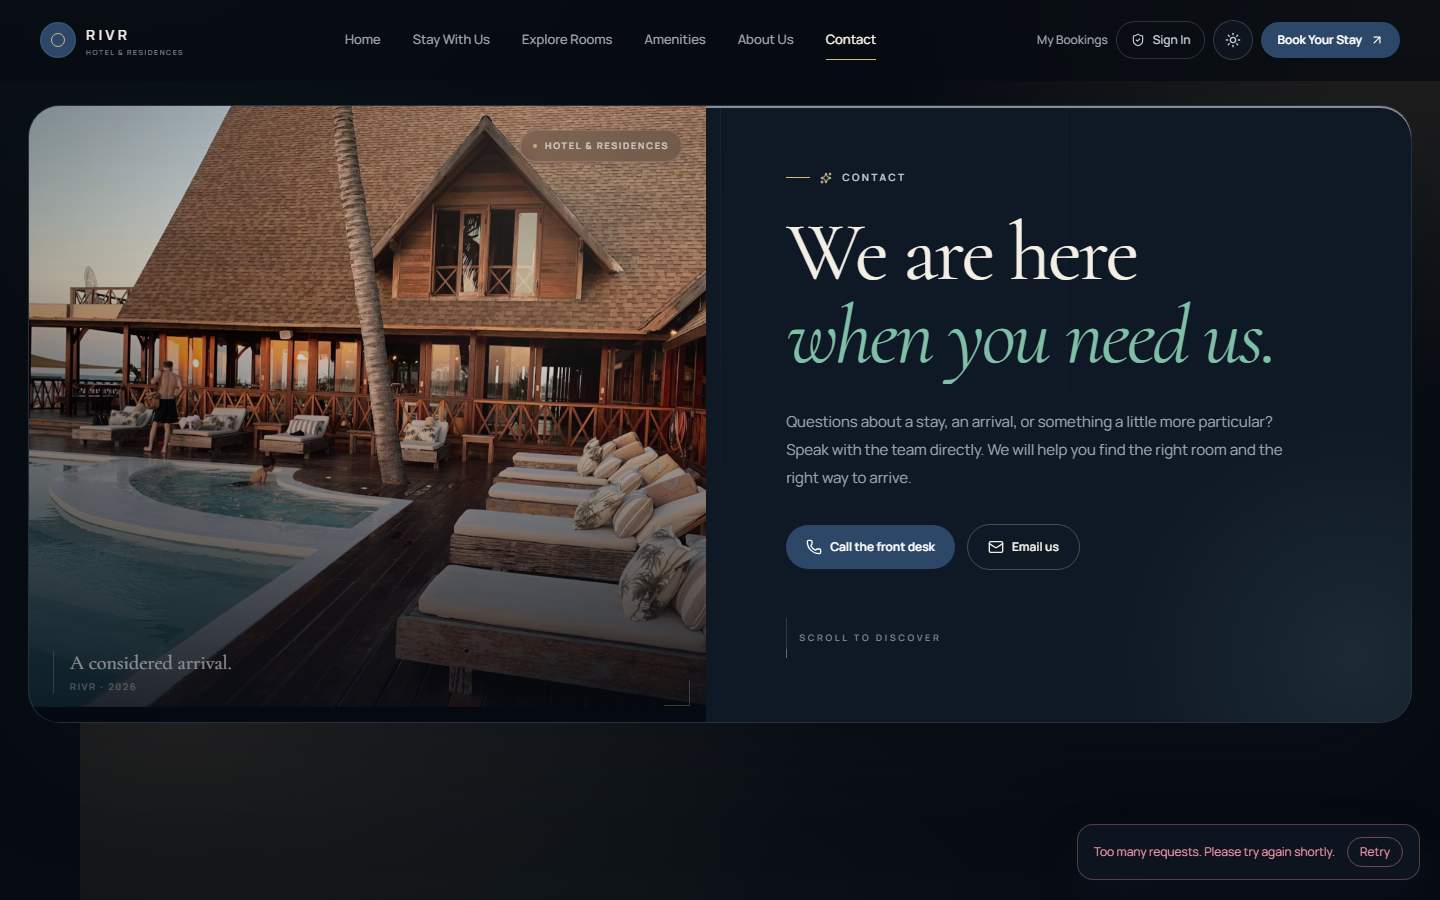 RIVR
HOTEL & RESIDENCES
Home
Stay With Us
Explore Rooms
Amenities
About Us
Contact
My Bookings
Sign In
Book Your Stay
HOTEL & RESIDENCES
A considered arrival.
RIVR - 2026
CONTACT
We are here
when you need us.
Questions about a stay, an arrival, or something a little more particular?
Speak with the team directly. We will help you find the right room and the
right way to arrive.
Call the front desk
Email us
SCROLL TO DISCOVER
Too many requests. Please try again shortly.
Retry